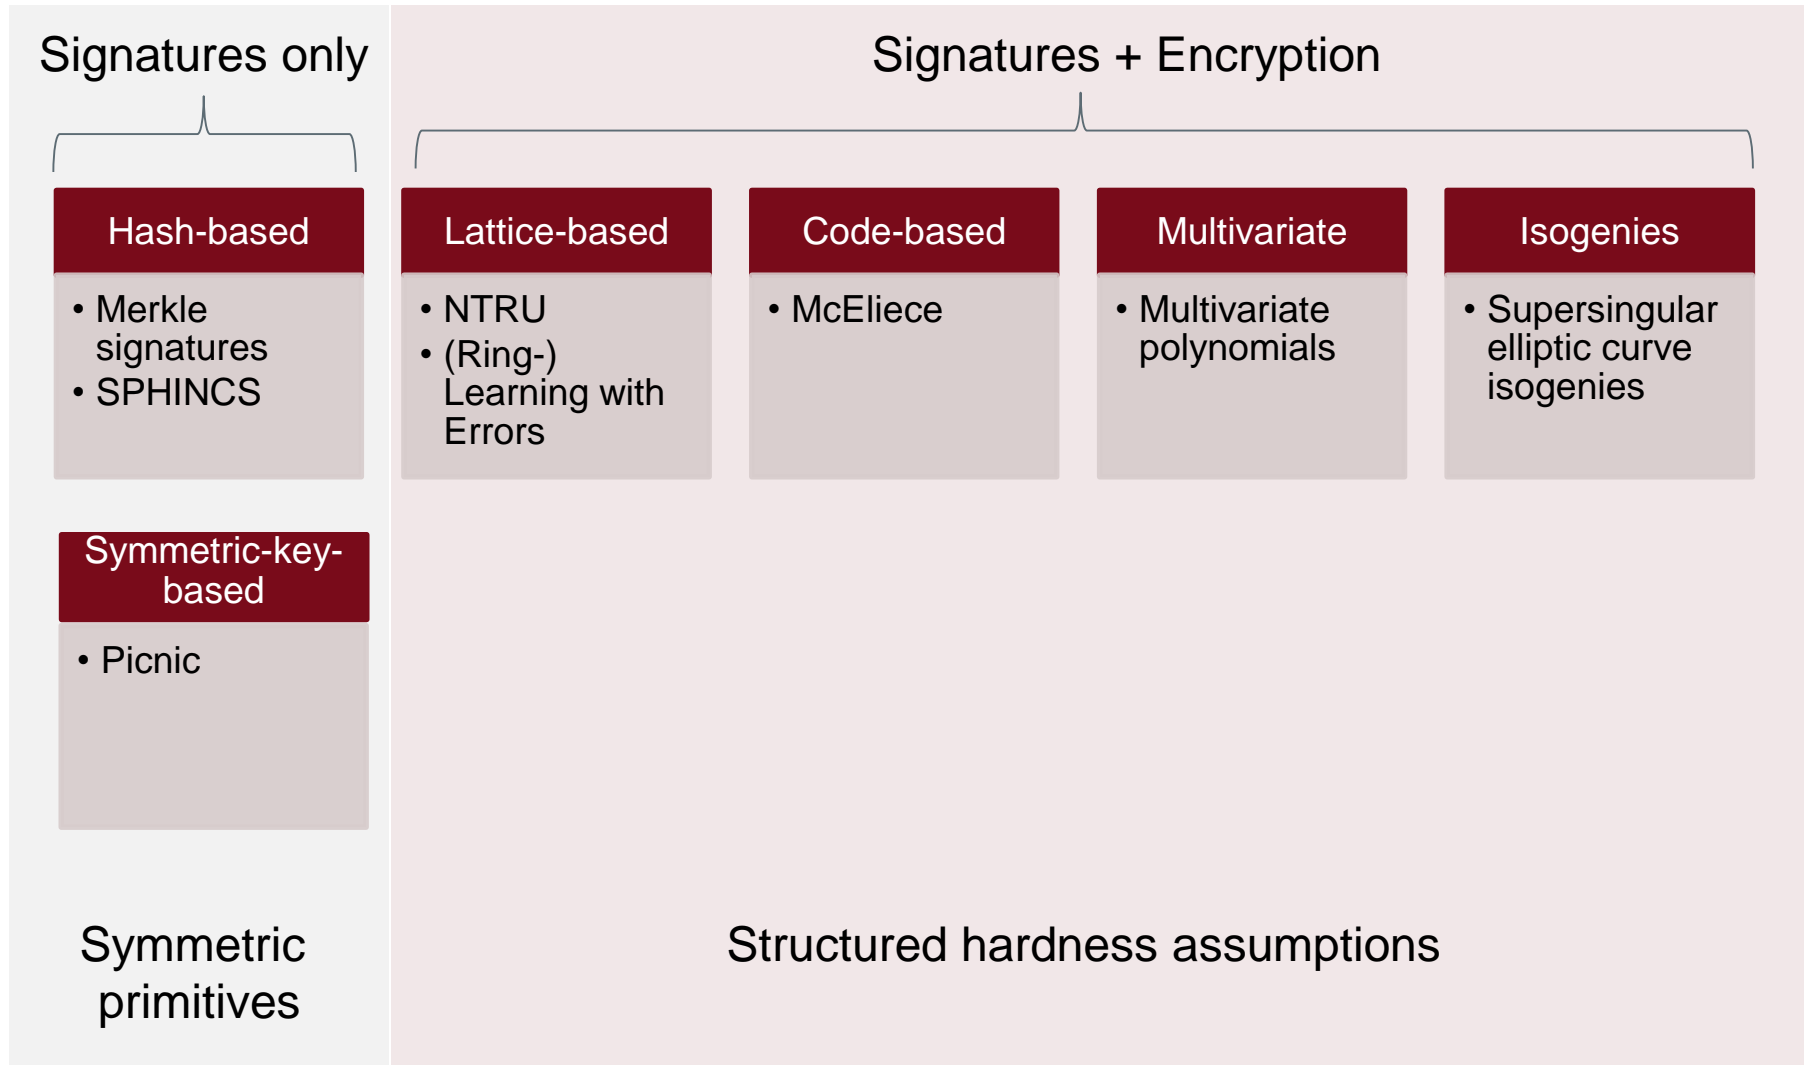 Signatures only
Signatures + Encryption
Hash-based
• Merkle
signatures
• SPHINCS
Lattice-based
• NTRU
• (Ring-)
Learning with
Errors
Code-based
• McEliece
Multivariate
• Multivariate
polynomials
Isogenies
• Supersingular
elliptic curve
isogenies
Symmetric-key-
based
• Picnic
Symmetric
primitives
Structured hardness assumptions